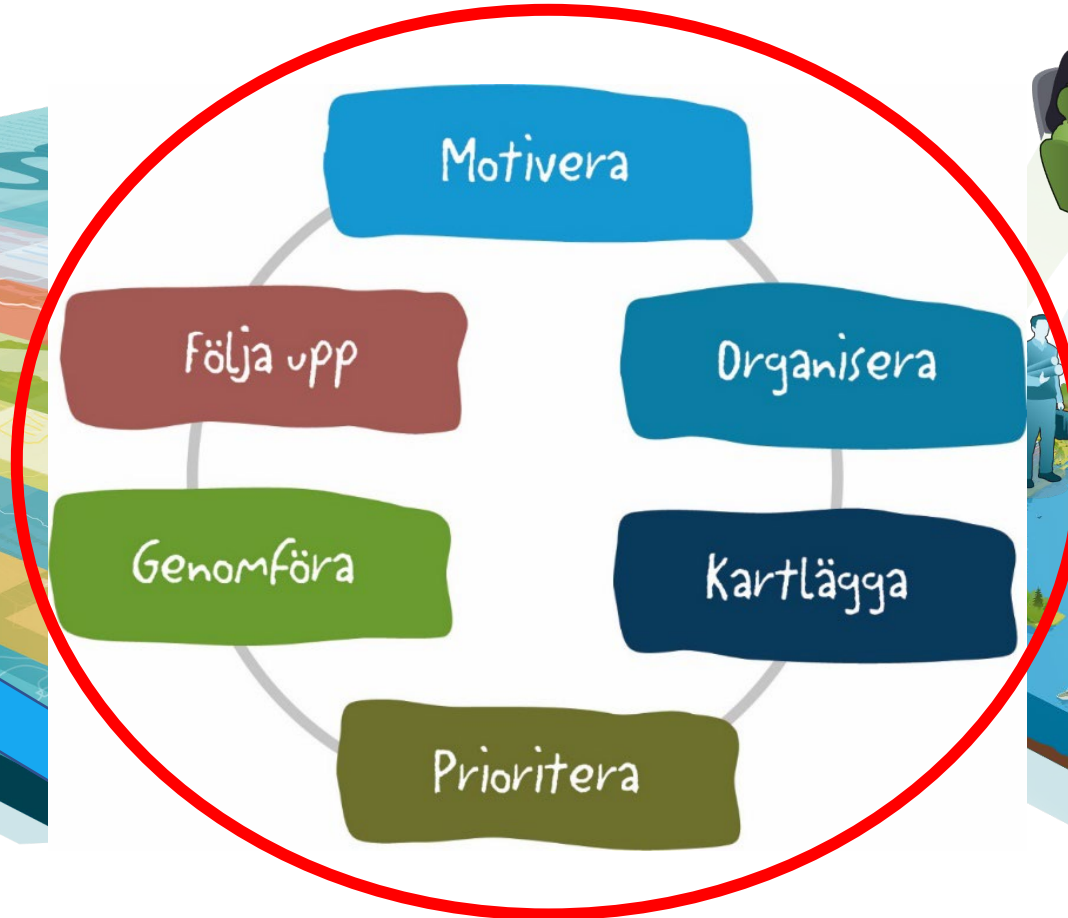 Motivera
Organisera
Kartlägga
Prioritera
Genomföra
Följa upp